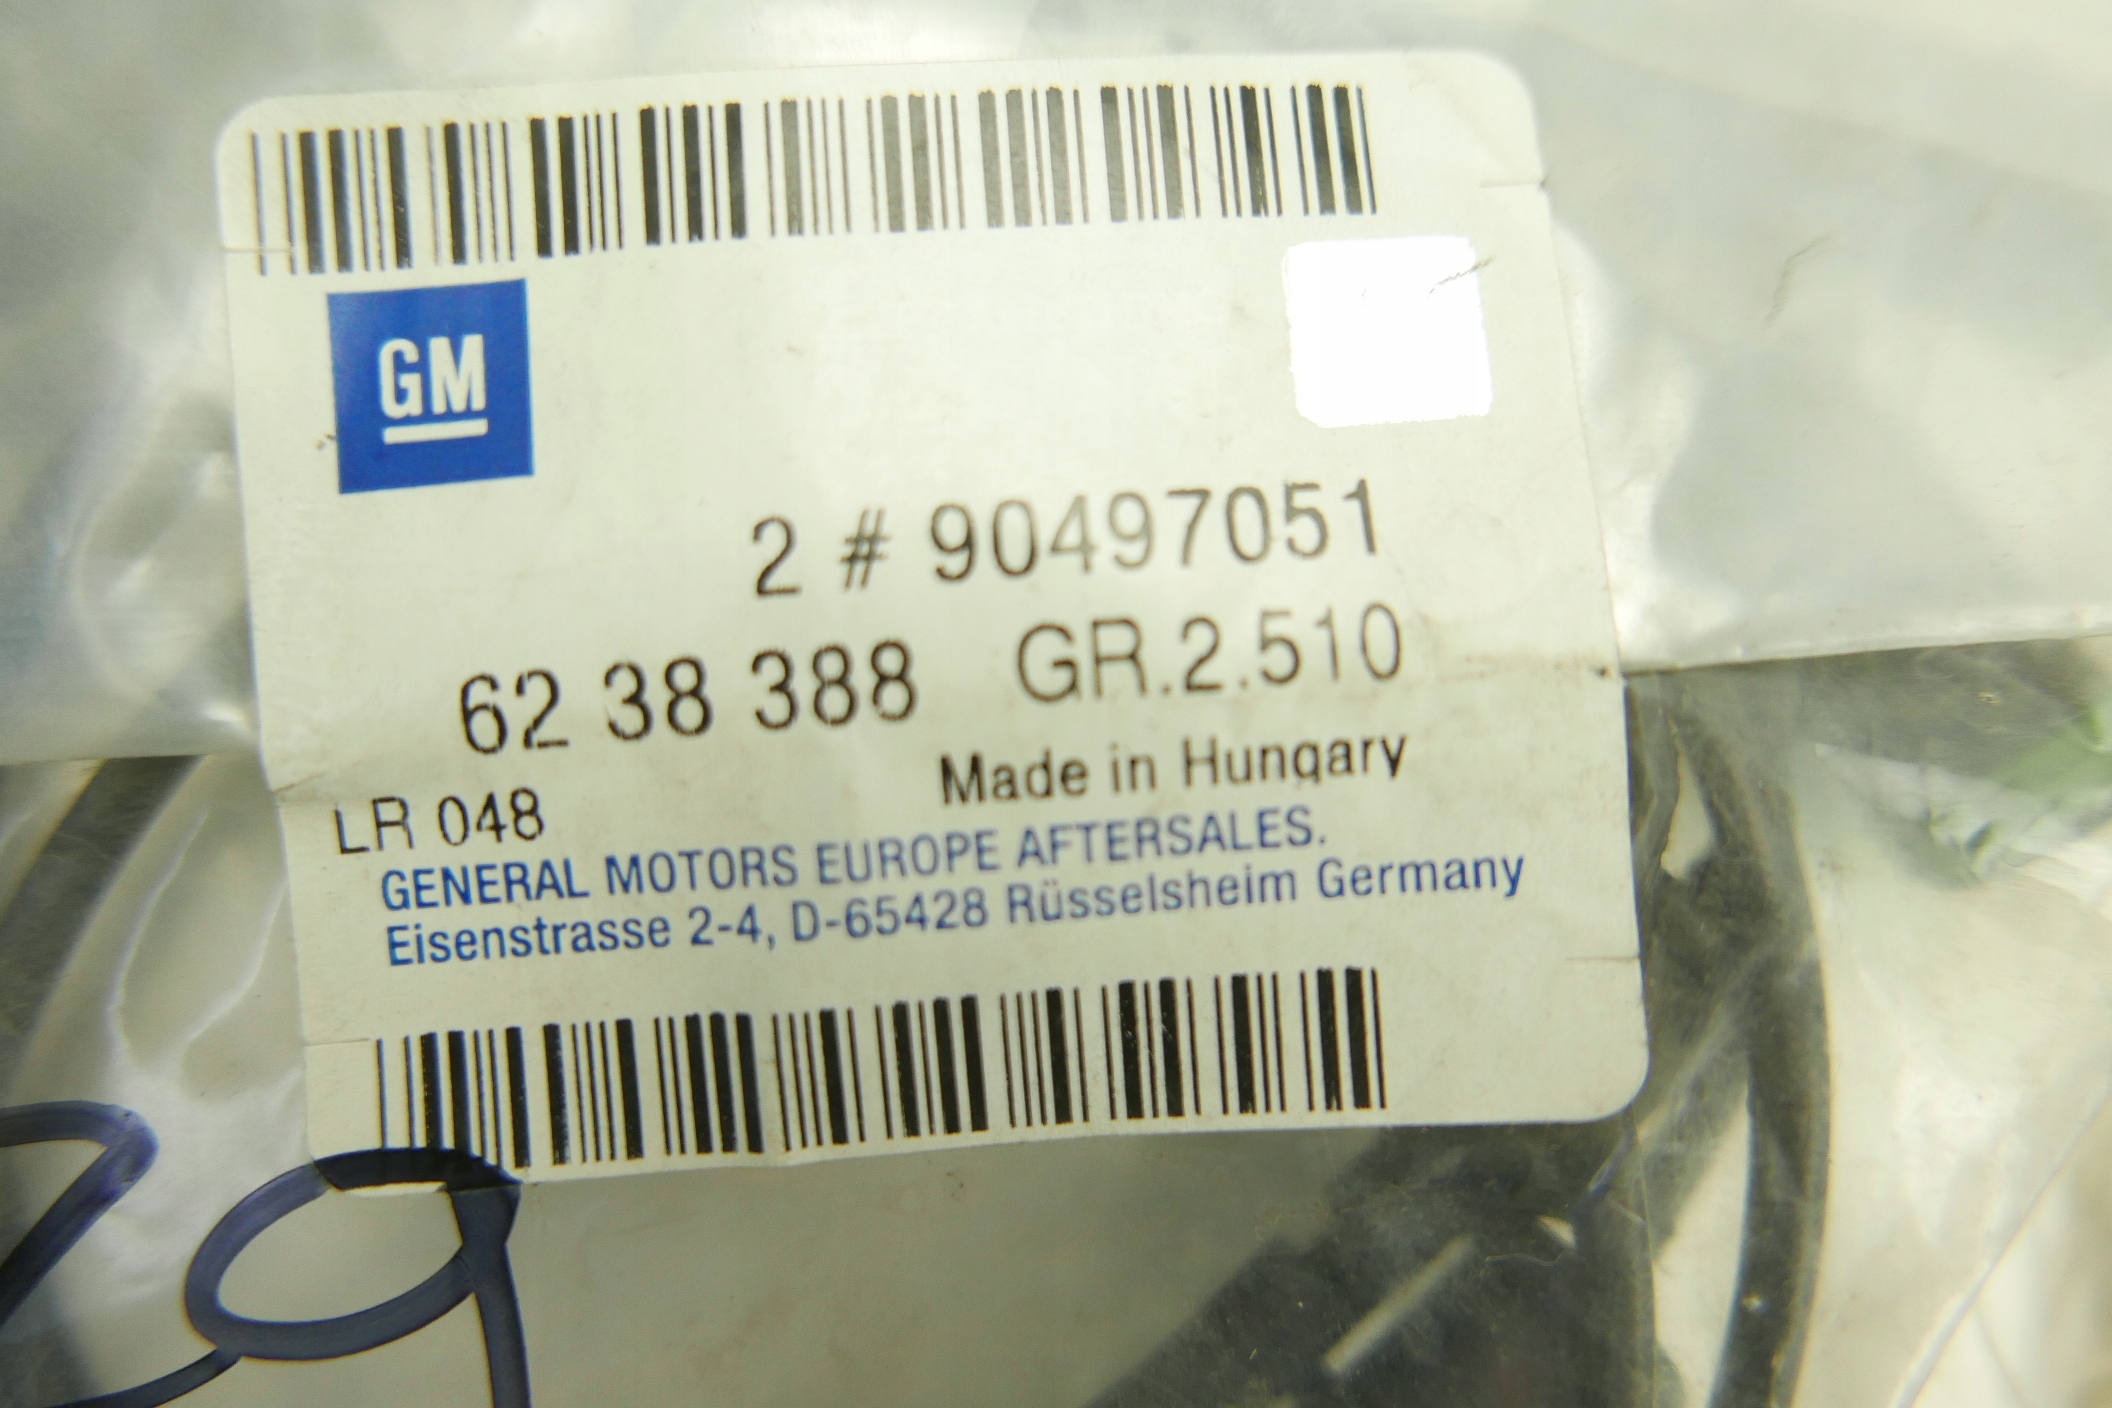 GM
2 # 90497051
62 38 388 GR.2.510
Made in Hungary
LR 048
GENERAL MOTORS EUROPE AFTERSALES.
Eisenstrasse 2-4, D-65428 Rüsselsheim Germany